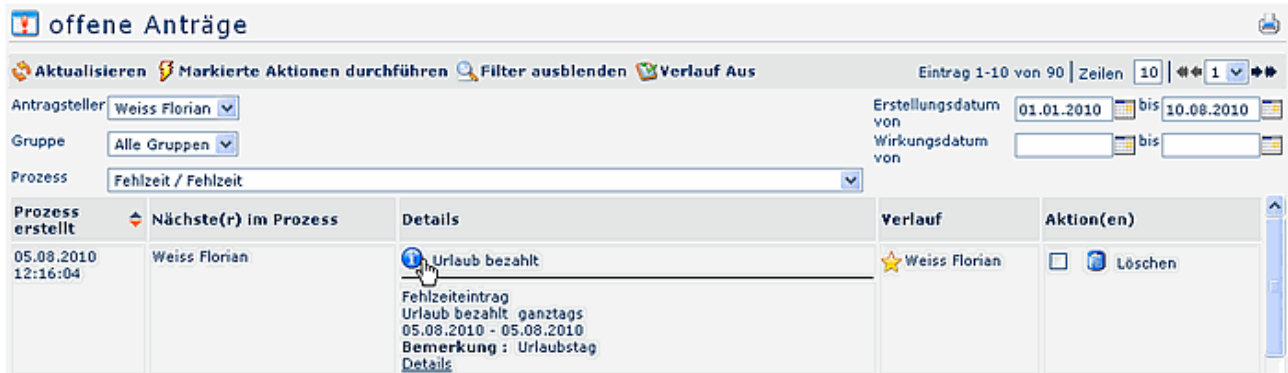 offene Anträge
Aktualisieren Markierte Aktionen durchführen Filter ausblenden Verlauf Aus Eintrag 1-10 von 90 Zeilen 10 1
Antragsteller Weiss Florian Erstellungsdatum von 01.01.2010 bis 10.08.2010
Gruppe Alle Gruppen Wirkungsdatum von bis
Prozess Fehlzeit / Fehlzeit
Prozess erstellt Nächste(r) im Prozess Details Verlauf Aktion(en)
05.08.2010 Weiss Florian Urlaub bezahlt Weiss Florian Löschen
12:16:04
Fehlzeiteintrag
Urlaub bezahlt ganztags
05.08.2010 - 05.08.2010
Bemerkung : Urlaubstag
Details